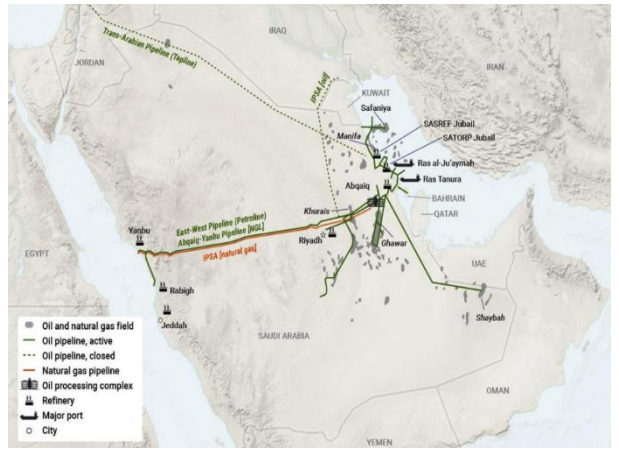 IRAQ
Trans-Arabian Pipeline (Tapline)
JORDAN
IRAN
IPSA [oil]
KUWAIT
Safaniya
SASREF Jubail
Manifa
SATORP Jubail
Ras al-Ju'aymah
Abqaiq
Ras Tanura
BAHRAIN
QATAR
Khurais
East-West Pipeline (Petroline)
Abqaiq-Yanbu Pipeline [NGL]
Yanbu
Riyadh
Ghawar
IPSA [natural gas]
EGYPT
UAE
Rabigh
Shaybah
Jeddah
SAUDI ARABIA
OMAN
YEMEN
Oil and natural gas field
Oil pipeline, active
Oil pipeline, closed
Natural gas pipeline
Oil processing complex
Refinery
Major port
City